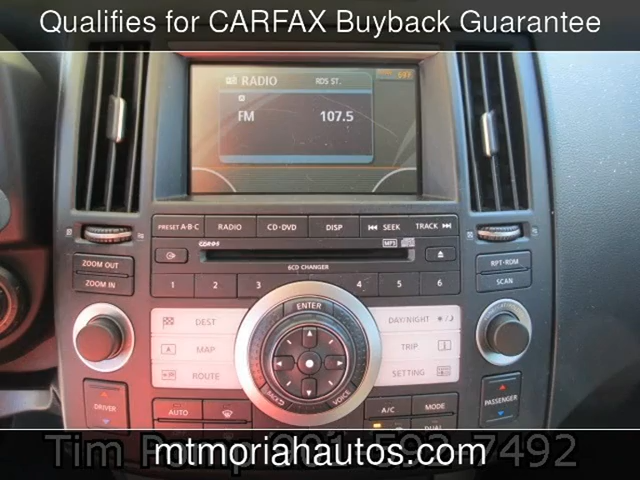 Qualifies for CARFAX Buyback Guarantee
RADIO RDS ST.
FM 107.5
PRESET A·B·C RADIO CD·DVD DISP SEEK TRACK
MP3
6CD CHANGER
ZOOM OUT
ZOOM IN
RPT·RDM
SCAN
1 2 3 4 5 6
ENTER
DEST
MAP
ROUTE
DAY/NIGHT
TRIP
SETTING
BACK
VOICE
DRIVER
AUTO
A/C
MODE
DUAL
PASSENGER
mtmoriahautos.com